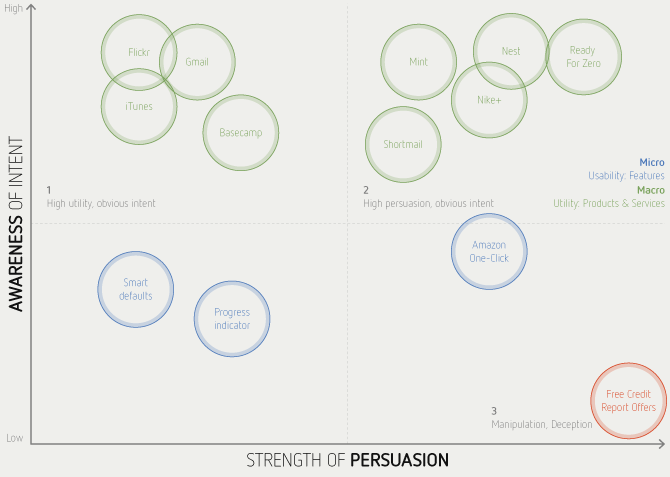 High
AWARENESS OF INTENT
Flickr
Gmail
iTunes
Basecamp
1
High utility, obvious intent
Mint
Nest
Ready
For Zero
Nike+
Shortmail
2
High persuasion, obvious intent
Micro
Usability: Features
Macro
Utility: Products & Services
Smart
defaults
Progress
indicator
Amazon
One-Click
Free Credit
Report Offers
3
Manipulation, Deception
Low
STRENGTH OF PERSUASION